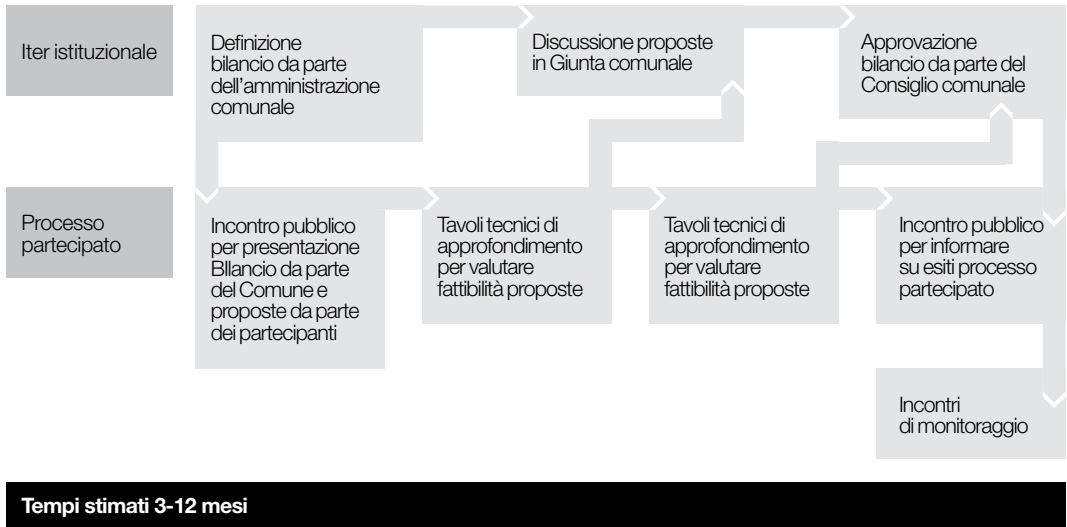 Iter istituzionale
Definizione
bilancio da parte
dell'amministrazione
comunale
Discussione proposte
in Giunta comunale
Approvazione
bilancio da parte del
Consiglio comunale
Processo
partecipato
Incontro pubblico
per presentazione
BIlancio da parte
del Comune e
proposte da parte
dei partecipanti
Tavoli tecnici di
approfondimento
per valutare
fattibilità proposte
Tavoli tecnici di
approfondimento
per valutare
fattibilità proposte
Incontro pubblico
per informare
su esiti processo
partecipato
Incontri
di monitoraggio
Tempi stimati 3-12 mesi